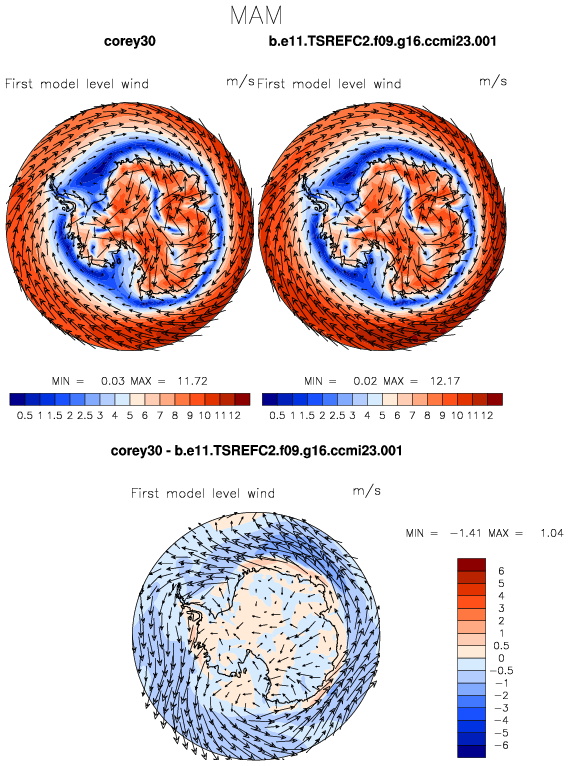 MAM
corey30
b.e11.TSREFC2.f09.g16.ccmi23.001
First model level wind m/s
First model level wind m/s
MIN = 0.03 MAX = 11.72
MIN = 0.02 MAX = 12.17
0.5 1 1.5 2 2.5 3 4 5 6 7 8 9 10 11 12
0.5 1 1.5 2 2.5 3 4 5 6 7 8 9 10 11 12
corey30 - b.e11.TSREFC2.f09.g16.ccmi23.001
First model level wind m/s
MIN = -1.41 MAX = 1.04
6
5
4
3
2
1
0.5
0
-0.5
-1
-2
-3
-4
-5
-6